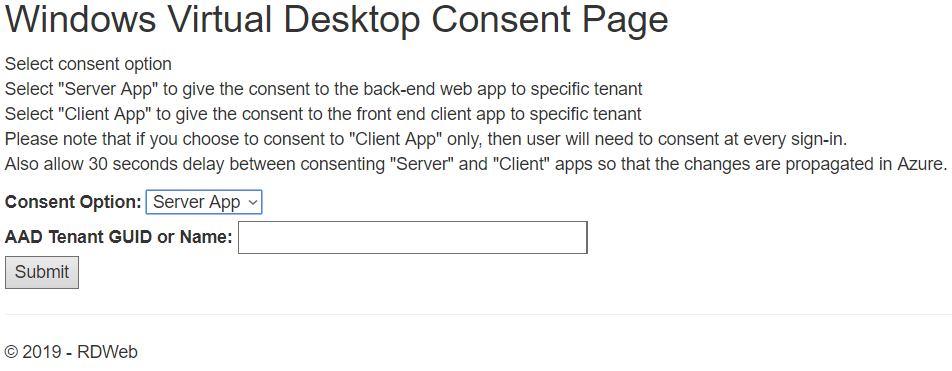 Windows Virtual Desktop Consent Page
Select consent option
Select "Server App" to give the consent to the back-end web app to specific tenant
Select "Client App" to give the consent to the front end client app to specific tenant
Please note that if you choose to consent to "Client App" only, then user will need to consent at every sign-in.
Also allow 30 seconds delay between consenting "Server" and "Client" apps so that the changes are propagated in Azure.
Consent Option: Server App
AAD Tenant GUID or Name:
Submit
© 2019 - RDWeb